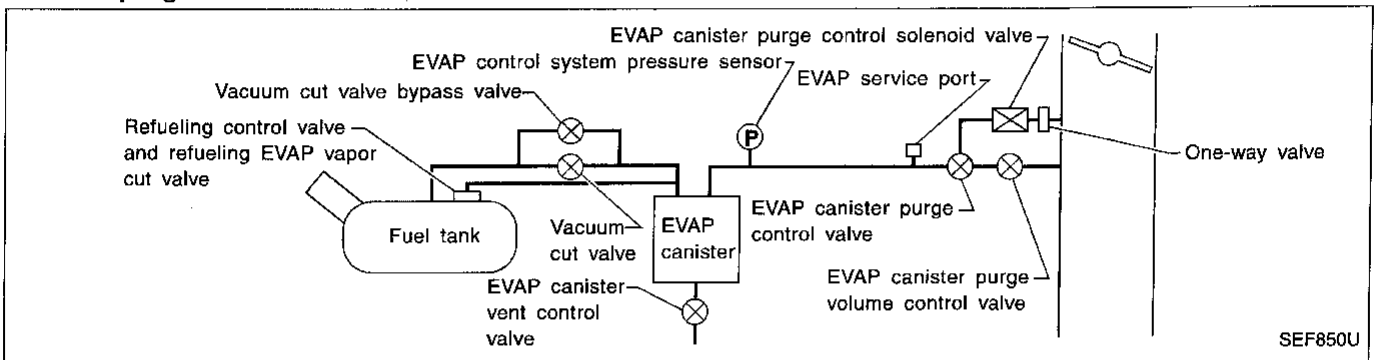 EVAP canister purge control solenoid valve
EVAP control system pressure sensor
EVAP service port
Vacuum cut valve bypass valve
Refueling control valve
and refueling EVAP vapor
cut valve
P
One-way valve
Fuel tank
Vacuum
cut valve
EVAP
canister
EVAP canister purge
control valve
EVAP canister
vent control
valve
EVAP canister purge
volume control valve
SEF850U